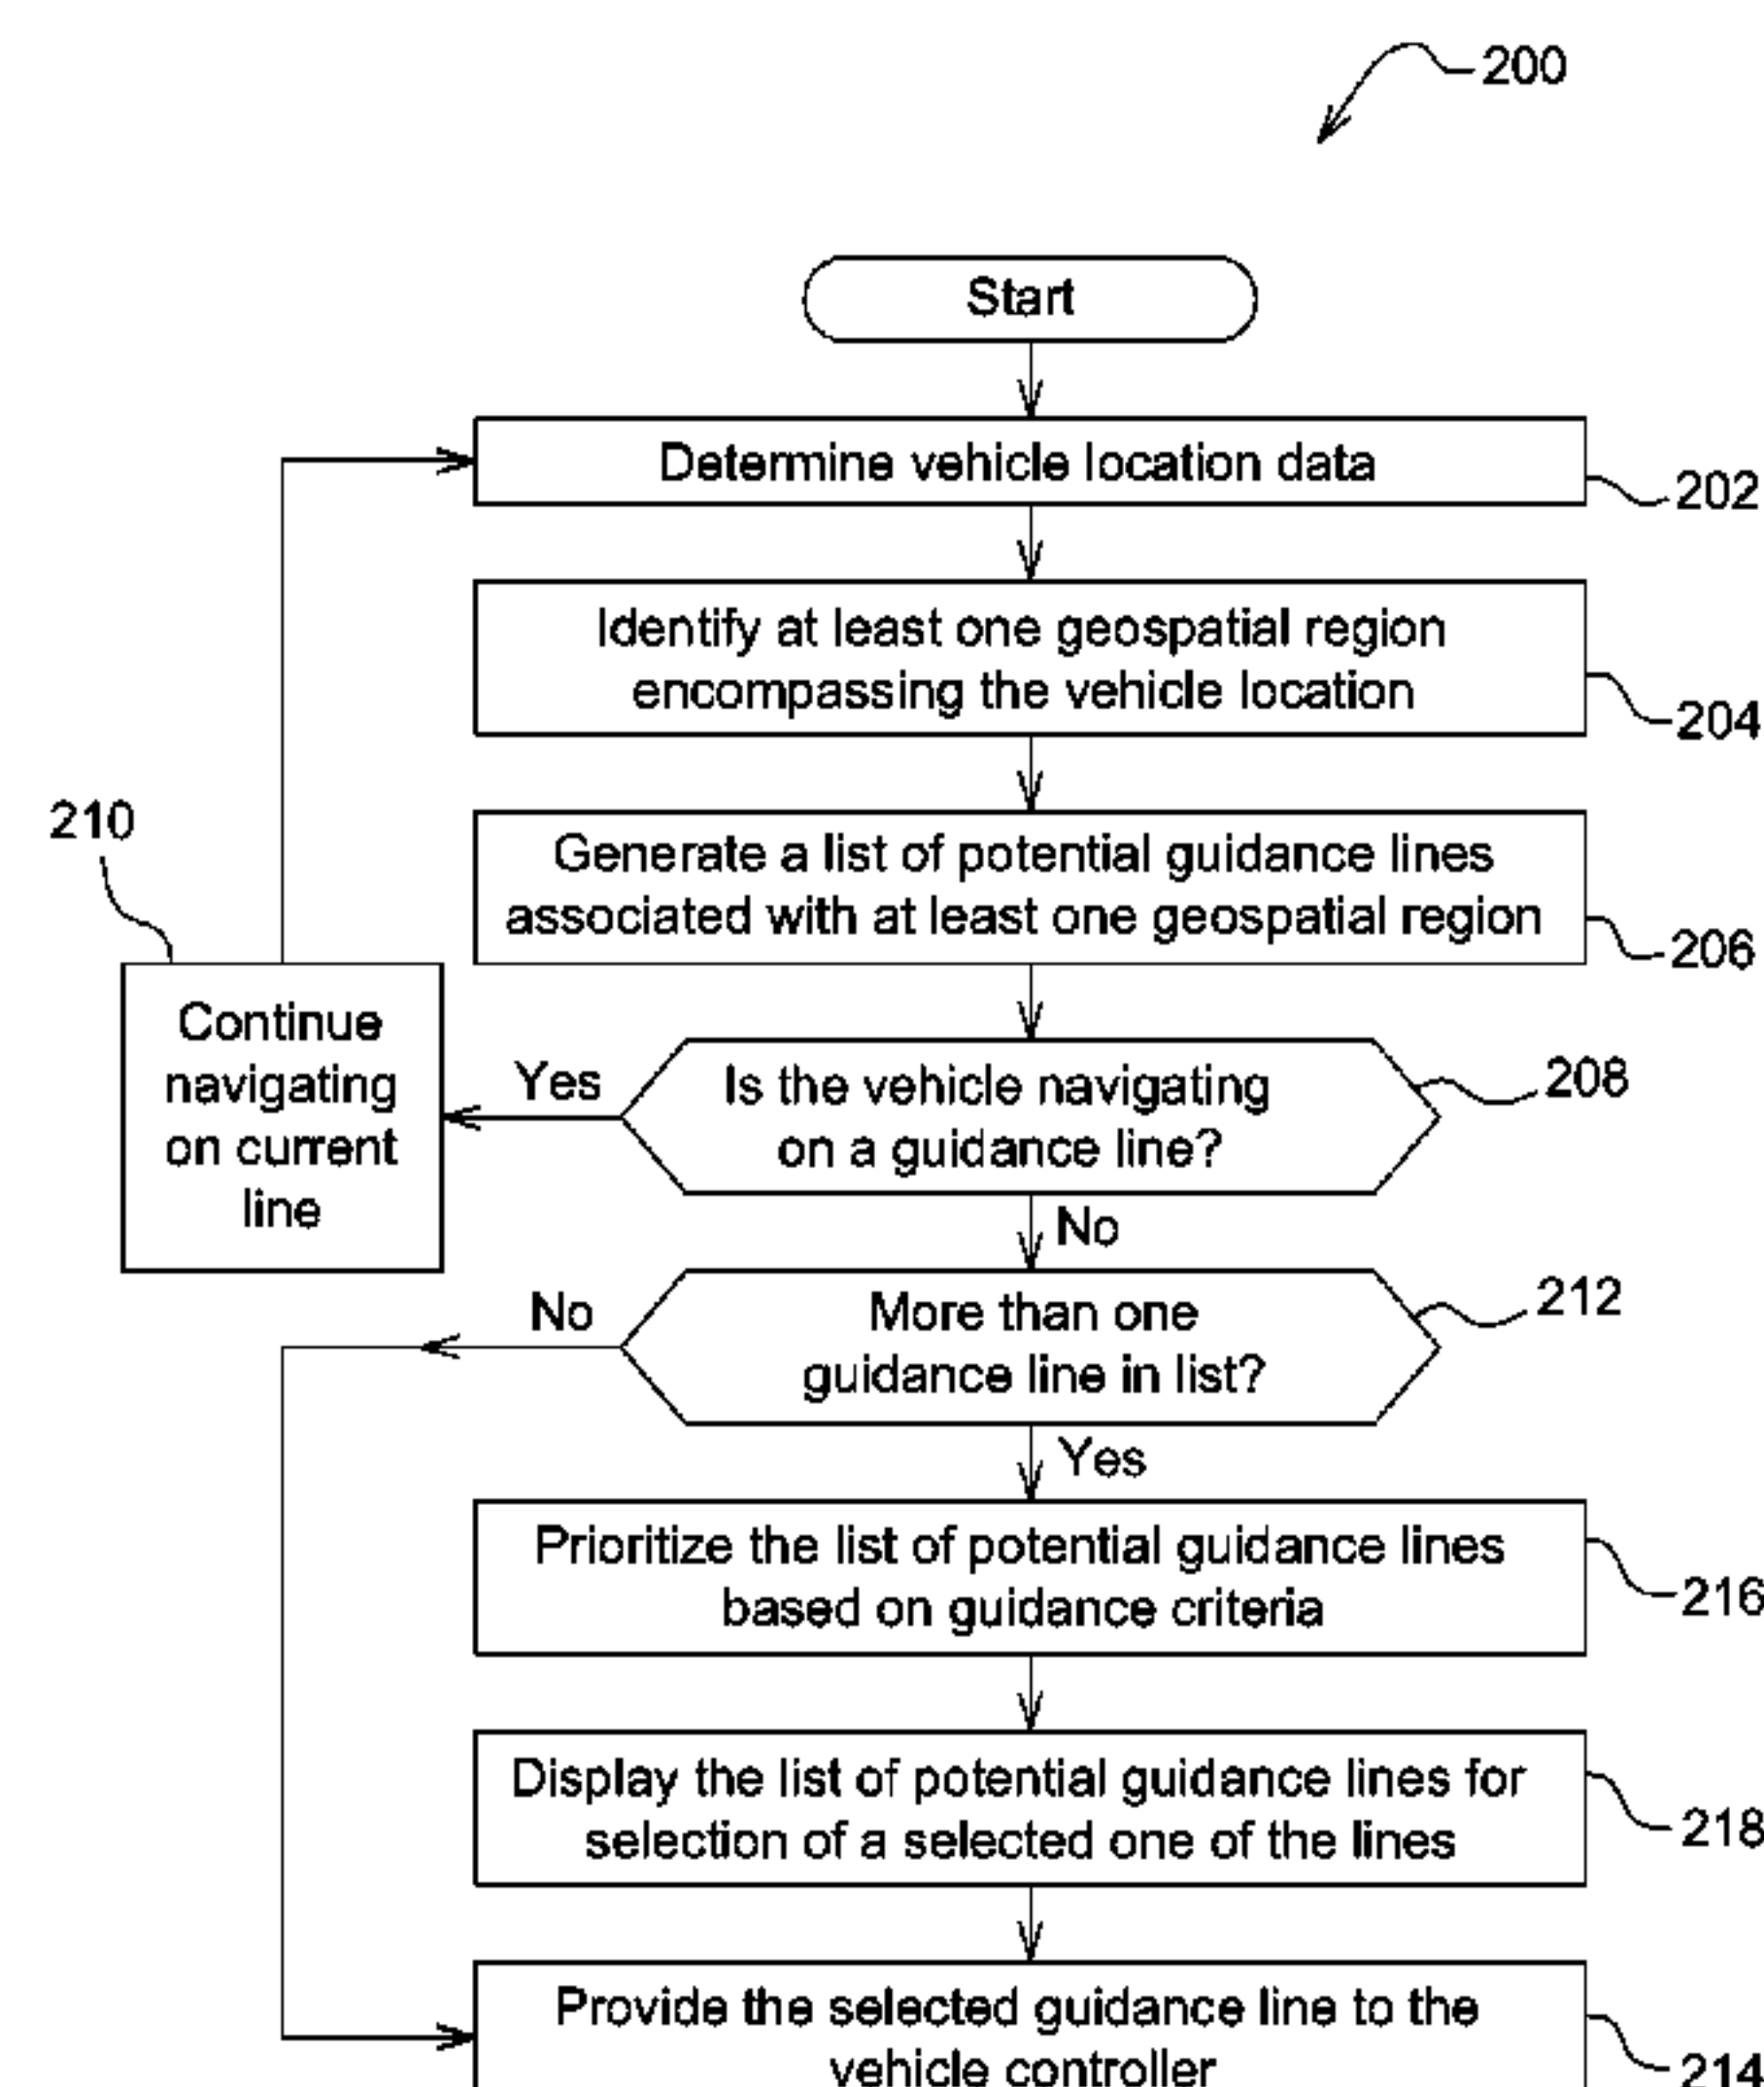 200
Start
Determine vehicle location data
202
Identify at least one geospatial region
encompassing the vehicle location
204
210
Generate a list of potential guidance lines
associated with at least one geospatial region
206
Continue
navigating
on current
line
Yes
Is the vehicle navigating
on a guidance line?
208
No
No
More than one
guidance line in list?
212
Yes
Prioritize the list of potential guidance lines
based on guidance criteria
216
Display the list of potential guidance lines for
selection of a selected one of the lines
218
Provide the selected guidance line to the
vehicle controller
214